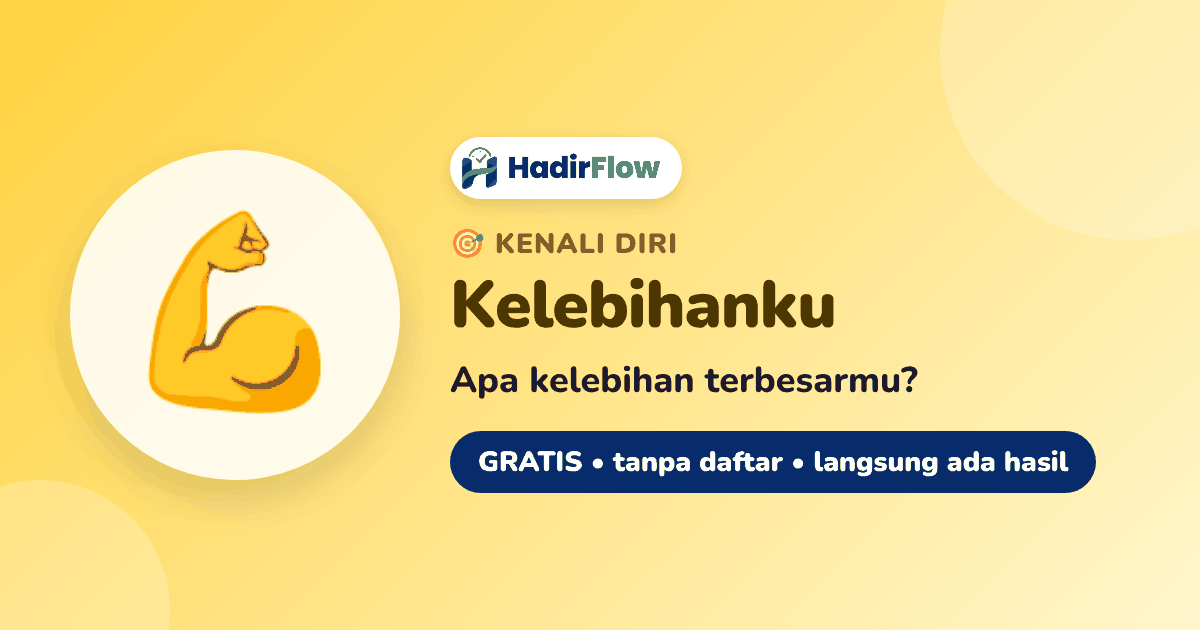 HadirFlow
KENALI DIRI
Kelebihanku
Apa kelebihan terbesarmu?
GRATIS • tanpa daftar • langsung ada hasil